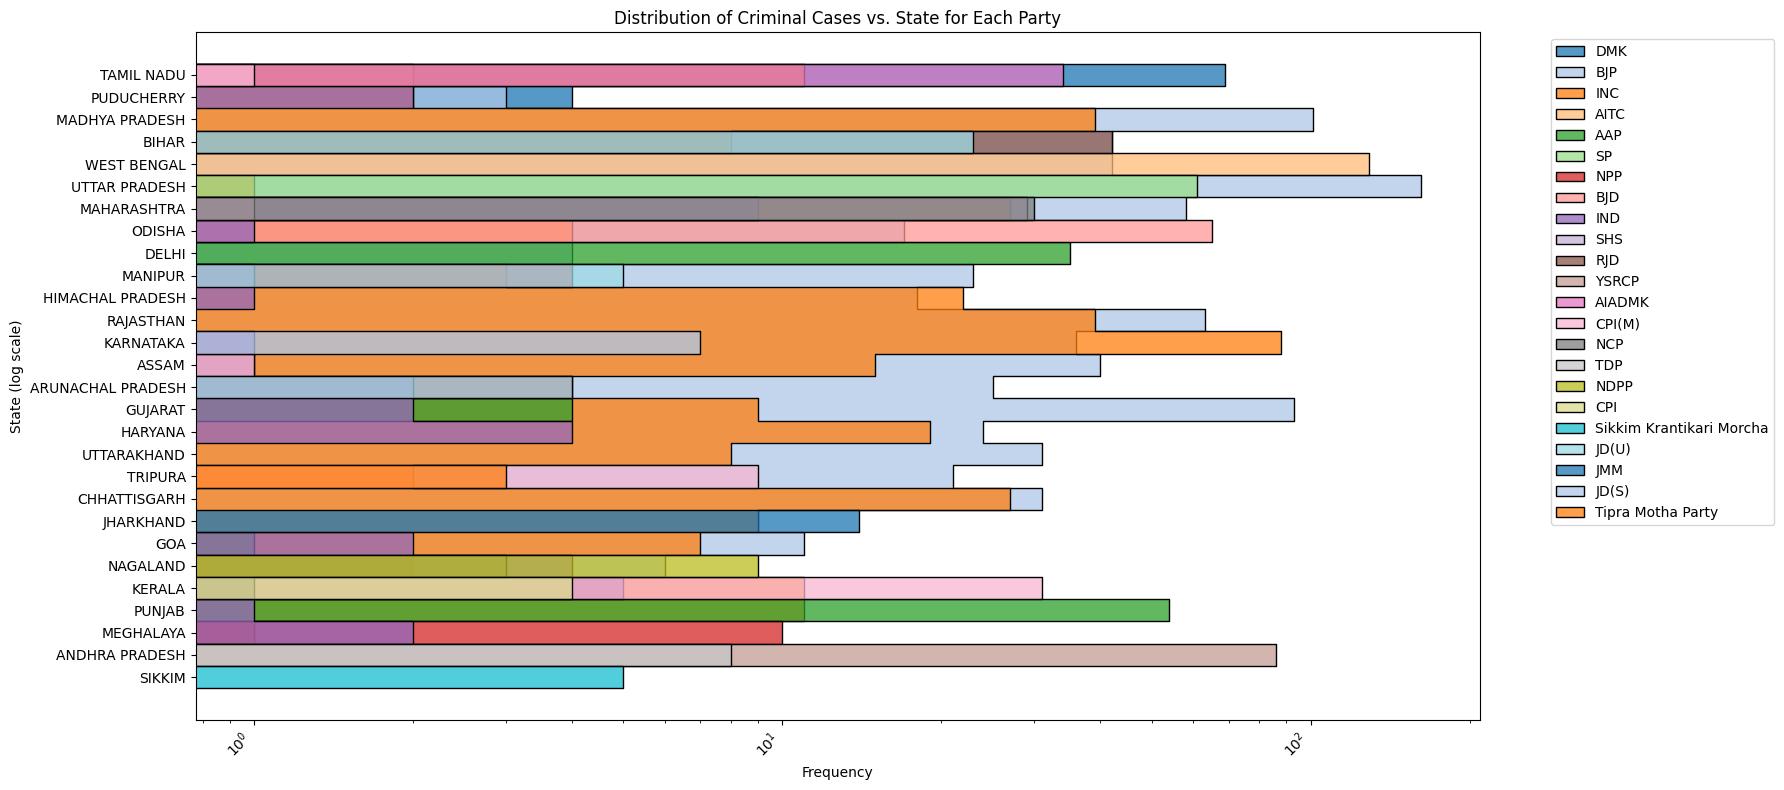 Distribution of Criminal Cases vs. State for Each Party
State (log scale)
TAMIL NADU
PUDUCHERRY
MADHYA PRADESH
BIHAR
WEST BENGAL
UTTAR PRADESH
MAHARASHTRA
ODISHA
DELHI
MANIPUR
HIMACHAL PRADESH
RAJASTHAN
KARNATAKA
ASSAM
ARUNACHAL PRADESH
GUJARAT
HARYANA
UTTARAKHAND
TRIPURA
CHHATTISGARH
JHARKHAND
GOA
NAGALAND
KERALA
PUNJAB
MEGHALAYA
ANDHRA PRADESH
SIKKIM
10⁰
10¹
10²
Frequency
DMK
BJP
INC
AITC
AAP
SP
NPP
BJD
IND
SHS
RJD
YSRCP
AIADMK
CPI(M)
NCP
TDP
NDPP
CPI
Sikkim Krantikari Morcha
JD(U)
JMM
JD(S)
Tipra Motha Party